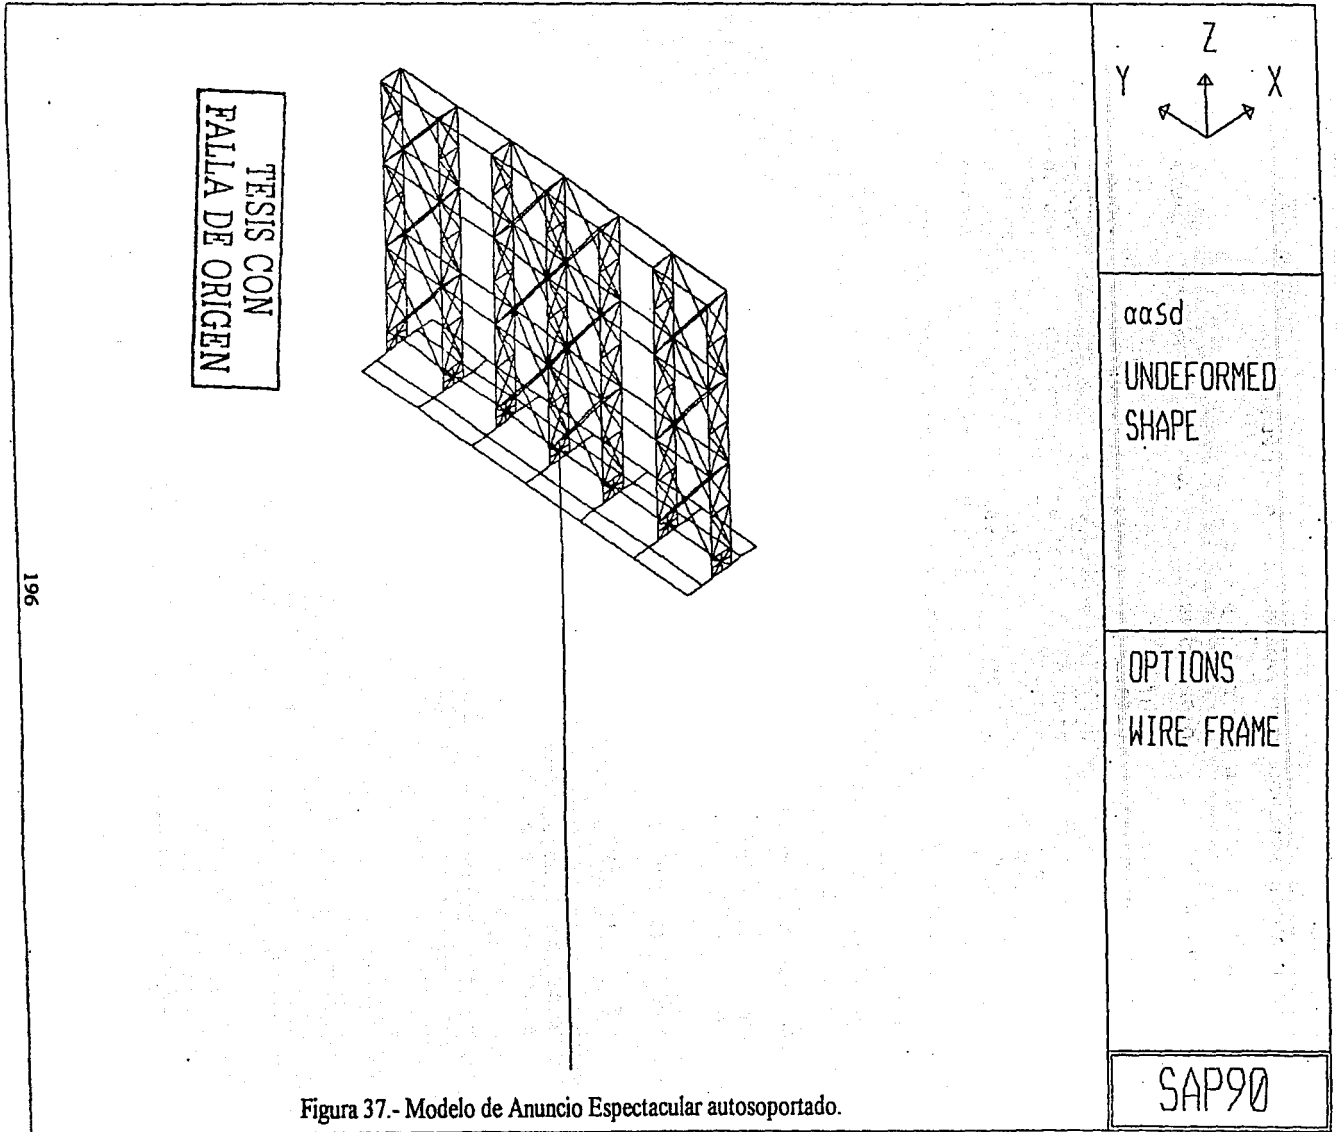 Z
Y X
ααsd
UNDEFORMED
SHAPE
OPTIONS
WIRE FRAME
SAP90
TESIS CON
FALLA DE ORIGEN
196
Figura 37.- Modelo de Anuncio Espectacular autosoportado.